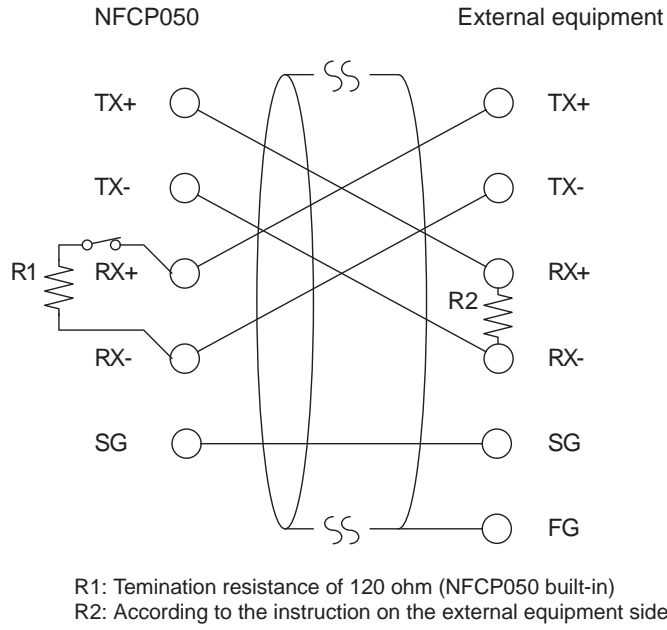 NFCP050 External equipment
TX+ TX+
TX- TX-
R1 RX+ RX+
R2
RX- RX-
SG SG
FG
R1: Temination resistance of 120 ohm (NFCP050 built-in)
R2: According to the instruction on the external equipment side